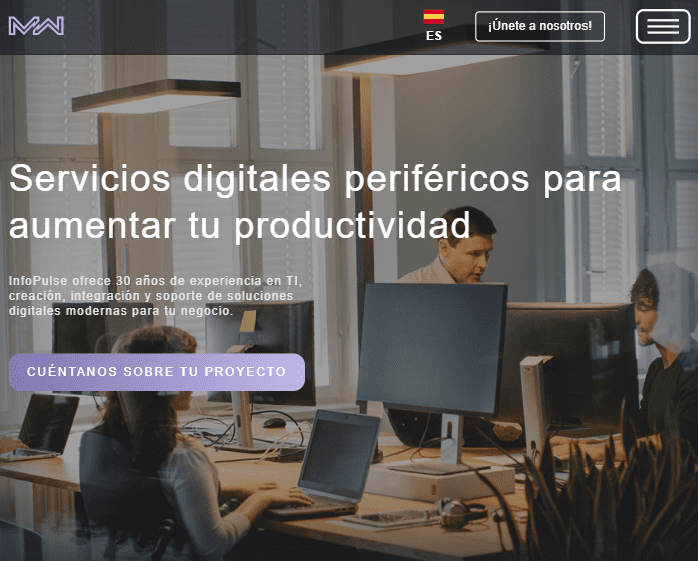 ES
¡Únete a nosotros!
Servicios digitales periféricos para
aumentar tu productividad
InfoPulse ofrece 30 años de experiencia en TI,
creación, integración y soporte de soluciones
digitales modernas para tu negocio.
CUÉNTANOS SOBRE TU PROYECTO